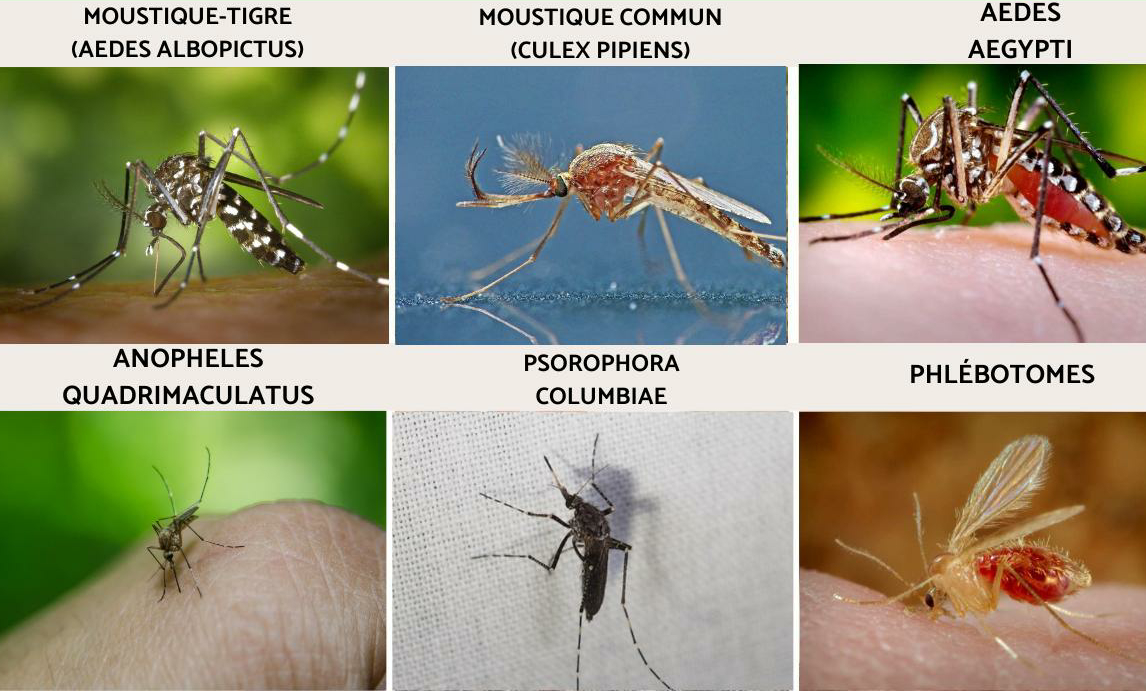 MOUSTIQUE-TIGRE
(AEDES ALBOPICTUS)
MOUSTIQUE COMMUN
(CULEX PIPIENS)
AEDES
AEGYPTI
ANOPHELES
QUADRIMACULATUS
PSOROPHORA
COLUMBIAE
PHLÉBOTOMES